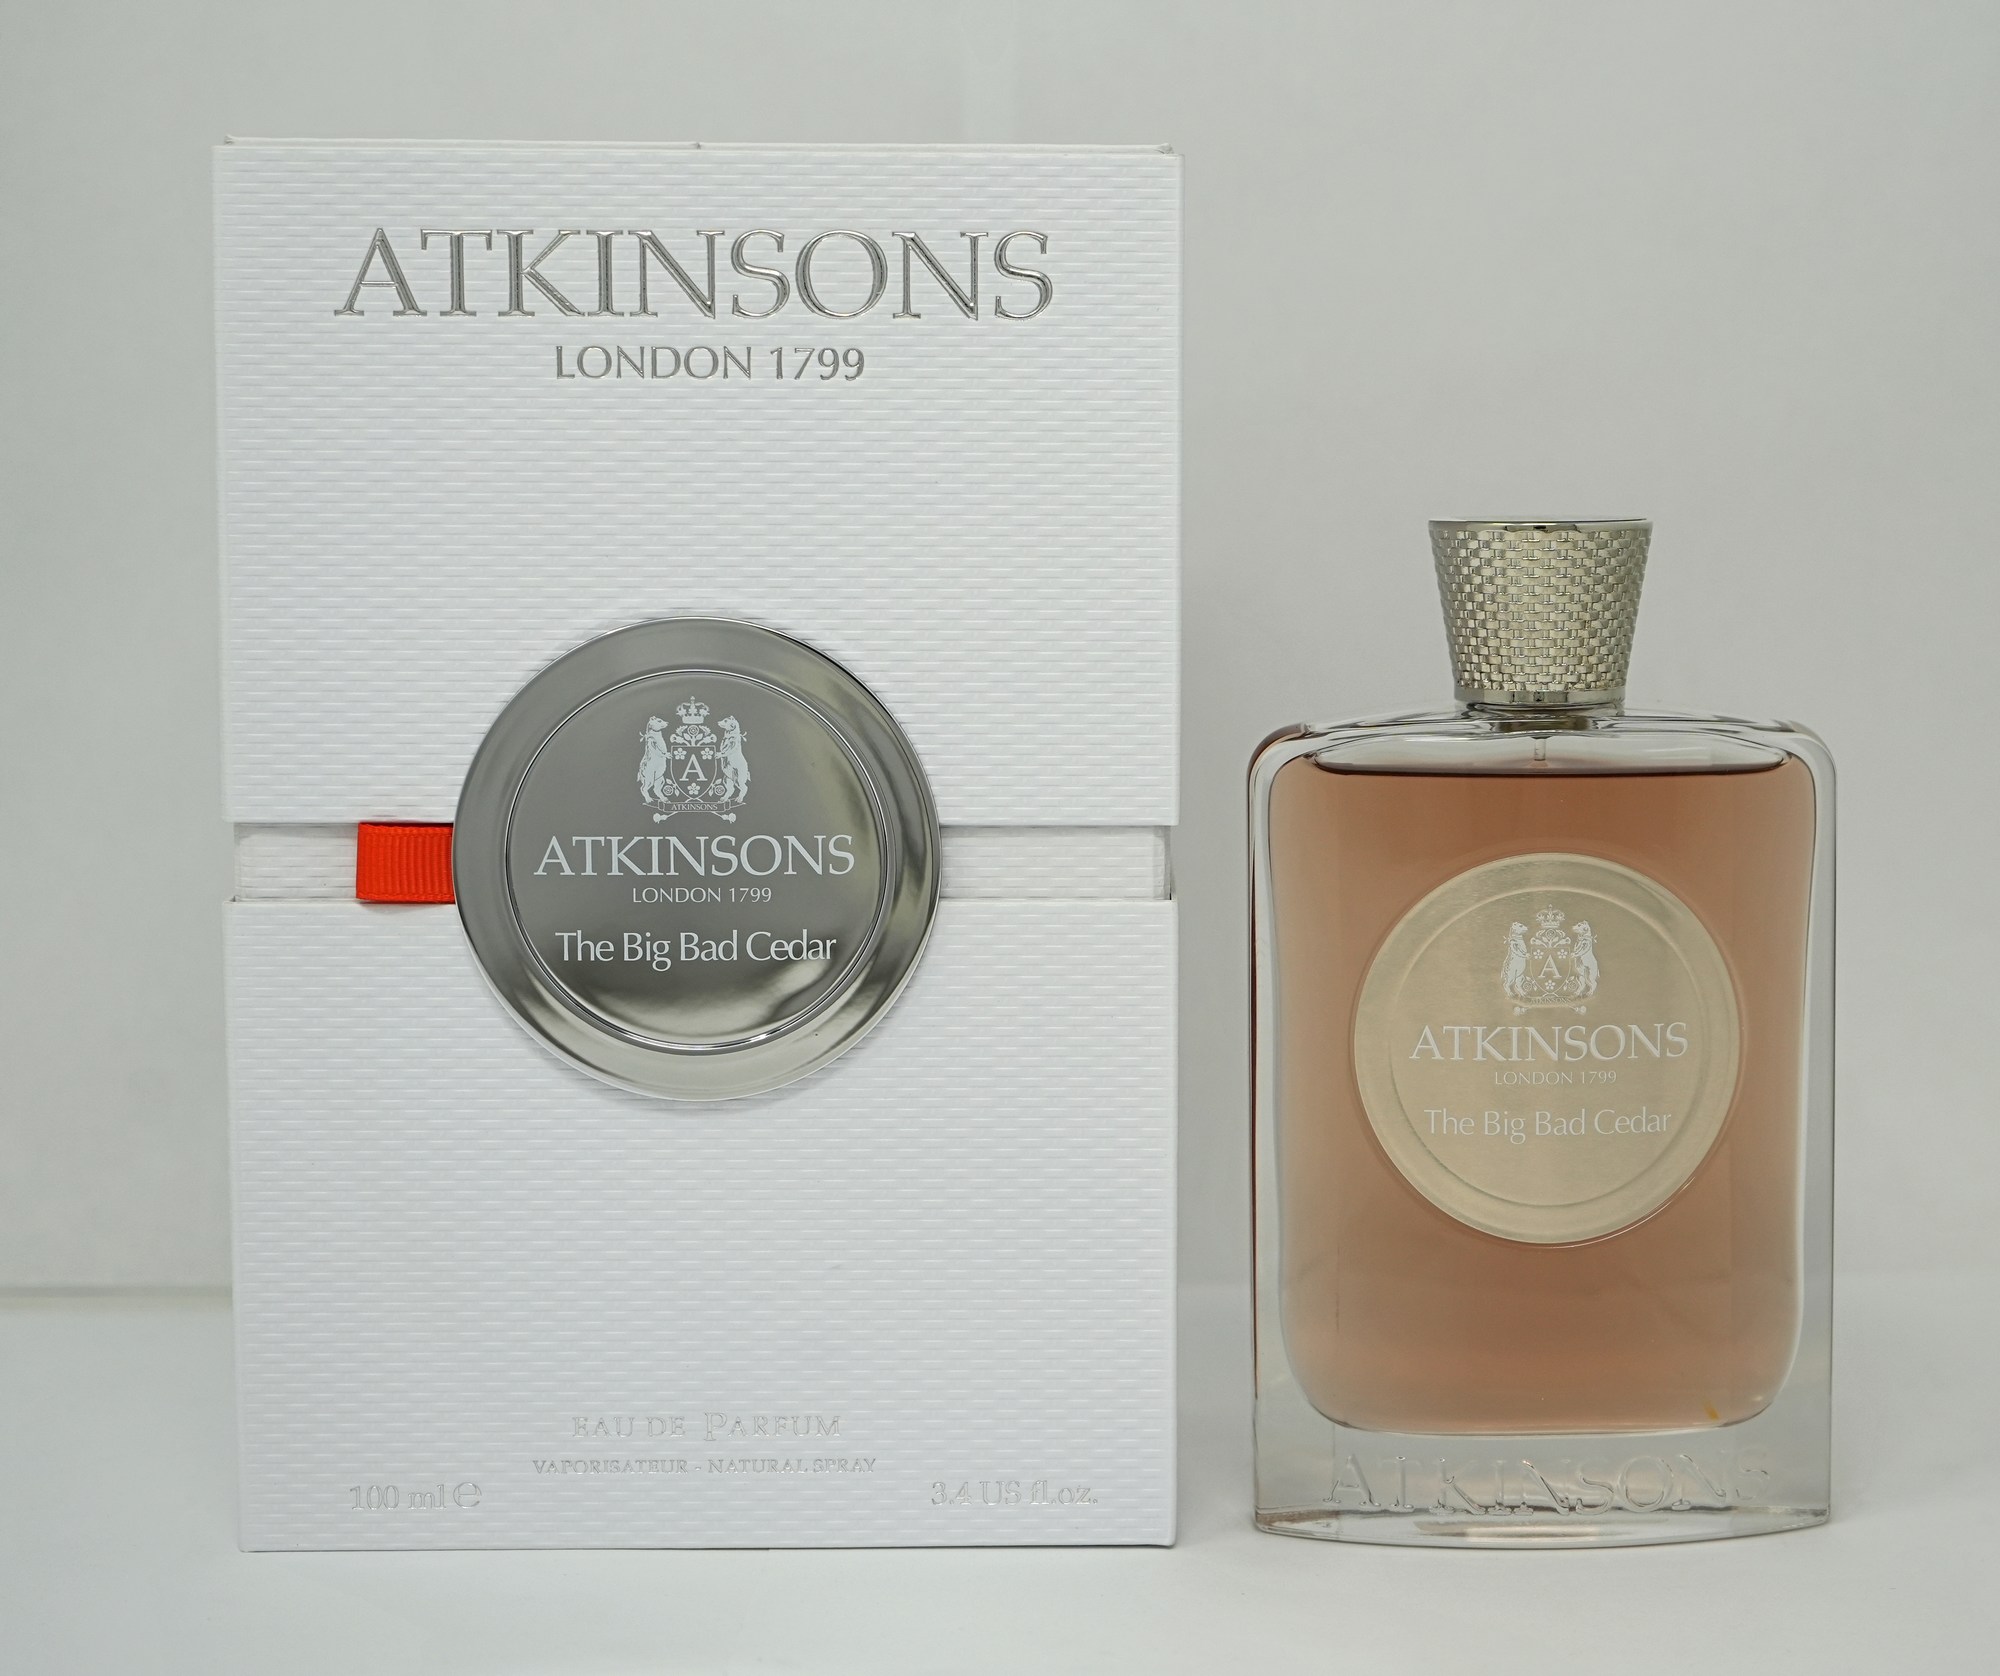 ATKINSONS
LONDON 1799
A
ATKINSONS
ATKINSONS
LONDON 1799
The Big Bad Cedar
EAU DE PARFUM
VAPORISATEUR - NATURAL SPRAY
100 ml ℮
3.4 US fl.oz.
A
ATKINSONS
LONDON 1799
The Big Bad Cedar
ATKINSONS